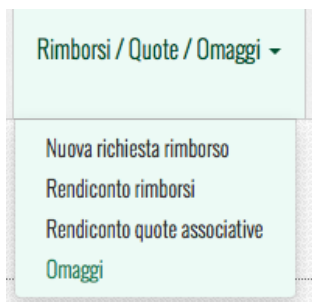 Rimborsi / Quote / Omaggi
Nuova richiesta rimborso
Rendiconto rimborsi
Rendiconto quote associative
Omaggi